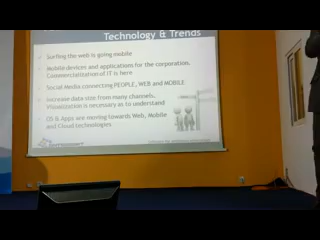 Technology & Trends
Surfing the web is going mobile
Mobile devices and applications for the corporation.
Commercialization of IT is here
Social Media connecting PEOPLE, WEB and MOBILE
Increase data size from many channels.
Visualization is necessary as to understand
OS & Apps are moving towards Web, Mobile
and Cloud technologies